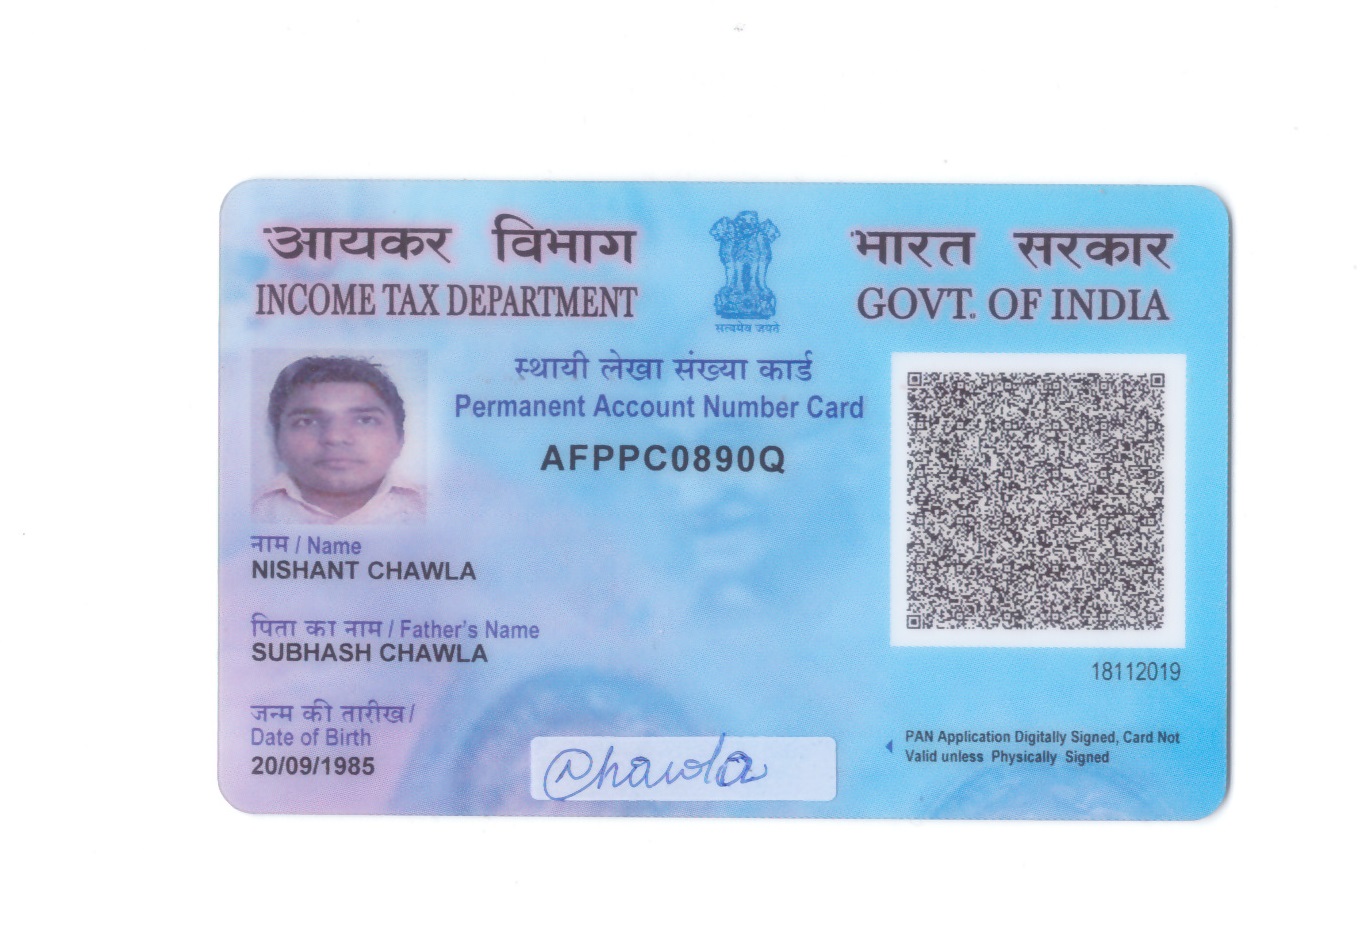 आयकर विभाग
INCOME TAX DEPARTMENT
सत्यमेव जयते
भारत सरकार
GOVT. OF INDIA
स्थायी लेखा संख्या कार्ड
Permanent Account Number Card
AFPPC0890Q
नाम / Name
NISHANT CHAWLA
पिता का नाम / Father's Name
SUBHASH CHAWLA
जन्म की तारीख /
Date of Birth
20/09/1985
18112019
PAN Application Digitally Signed, Card Not
Valid unless Physically Signed
Chawla